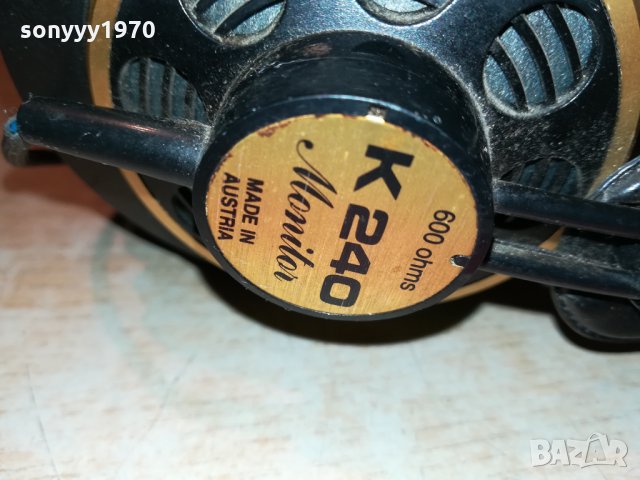 sonyyy1970
K 240
Monitor
MADE IN
AUSTRIA
600 ohms
BAZAR